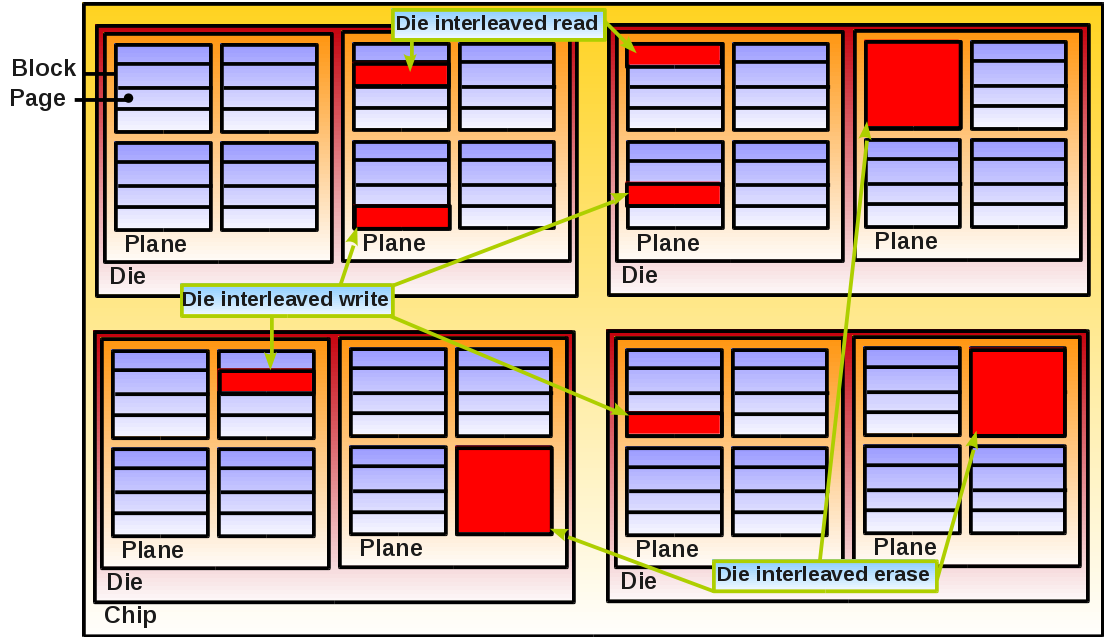 Die interleaved read
Block
Page
Plane
Plane
Die
Plane
Plane
Die
Die interleaved write
Plane
Plane
Die
Plane
Plane
Die
Die interleaved erase
Chip